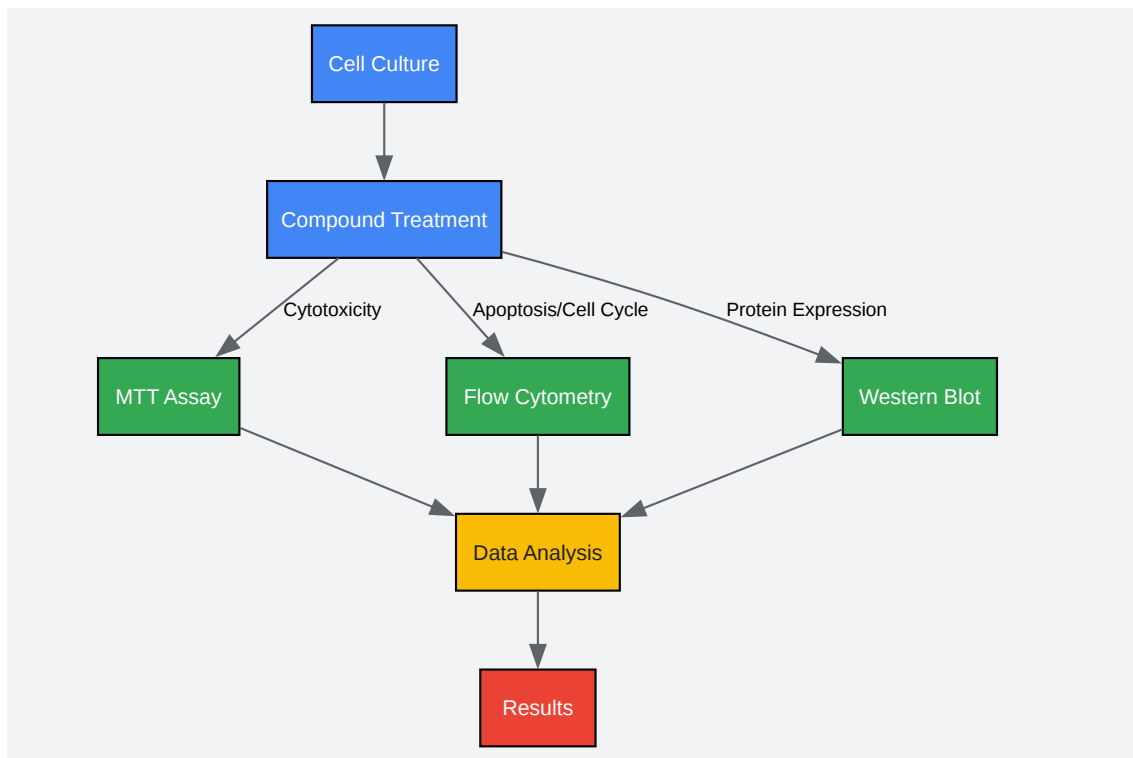 Cell Culture
Compound Treatment
Cytotoxicity
Apoptosis/Cell Cycle
Protein Expression
MTT Assay
Flow Cytometry
Western Blot
Data Analysis
Results